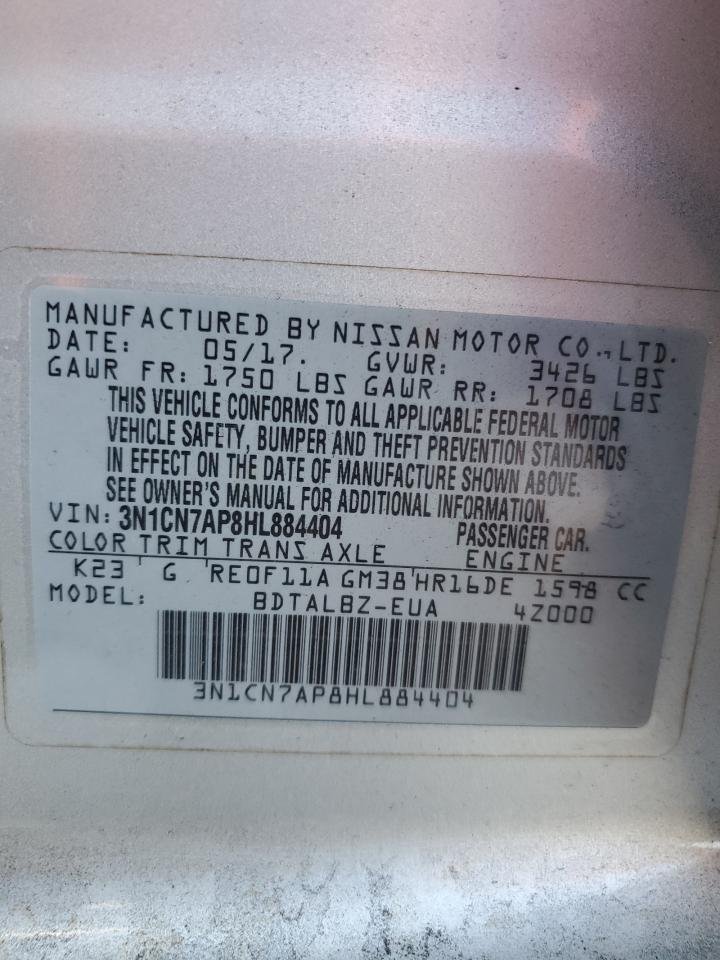 MANUFACTURED BY NISSAN MOTOR CO.,LTD.
DATE: 05/17. GVWR: 3426 LBS
GAWR FR: 1750 LBS GAWR RR: 1708 LBS
THIS VEHICLE CONFORMS TO ALL APPLICABLE FEDERAL MOTOR
VEHICLE SAFETY, BUMPER AND THEFT PREVENTION STANDARDS
IN EFFECT ON THE DATE OF MANUFACTURE SHOWN ABOVE.
SEE OWNER'S MANUAL FOR ADDITIONAL INFORMATION.
VIN: 3N1CN7AP8HL884404 PASSENGER CAR.
COLOR TRIM TRANS AXLE ENGINE
K23 G RE0F11A GM38 HR16DE 1598 CC
MODEL: BDTALBZ-EUA 4Z000
3N1CN7AP8HL884404